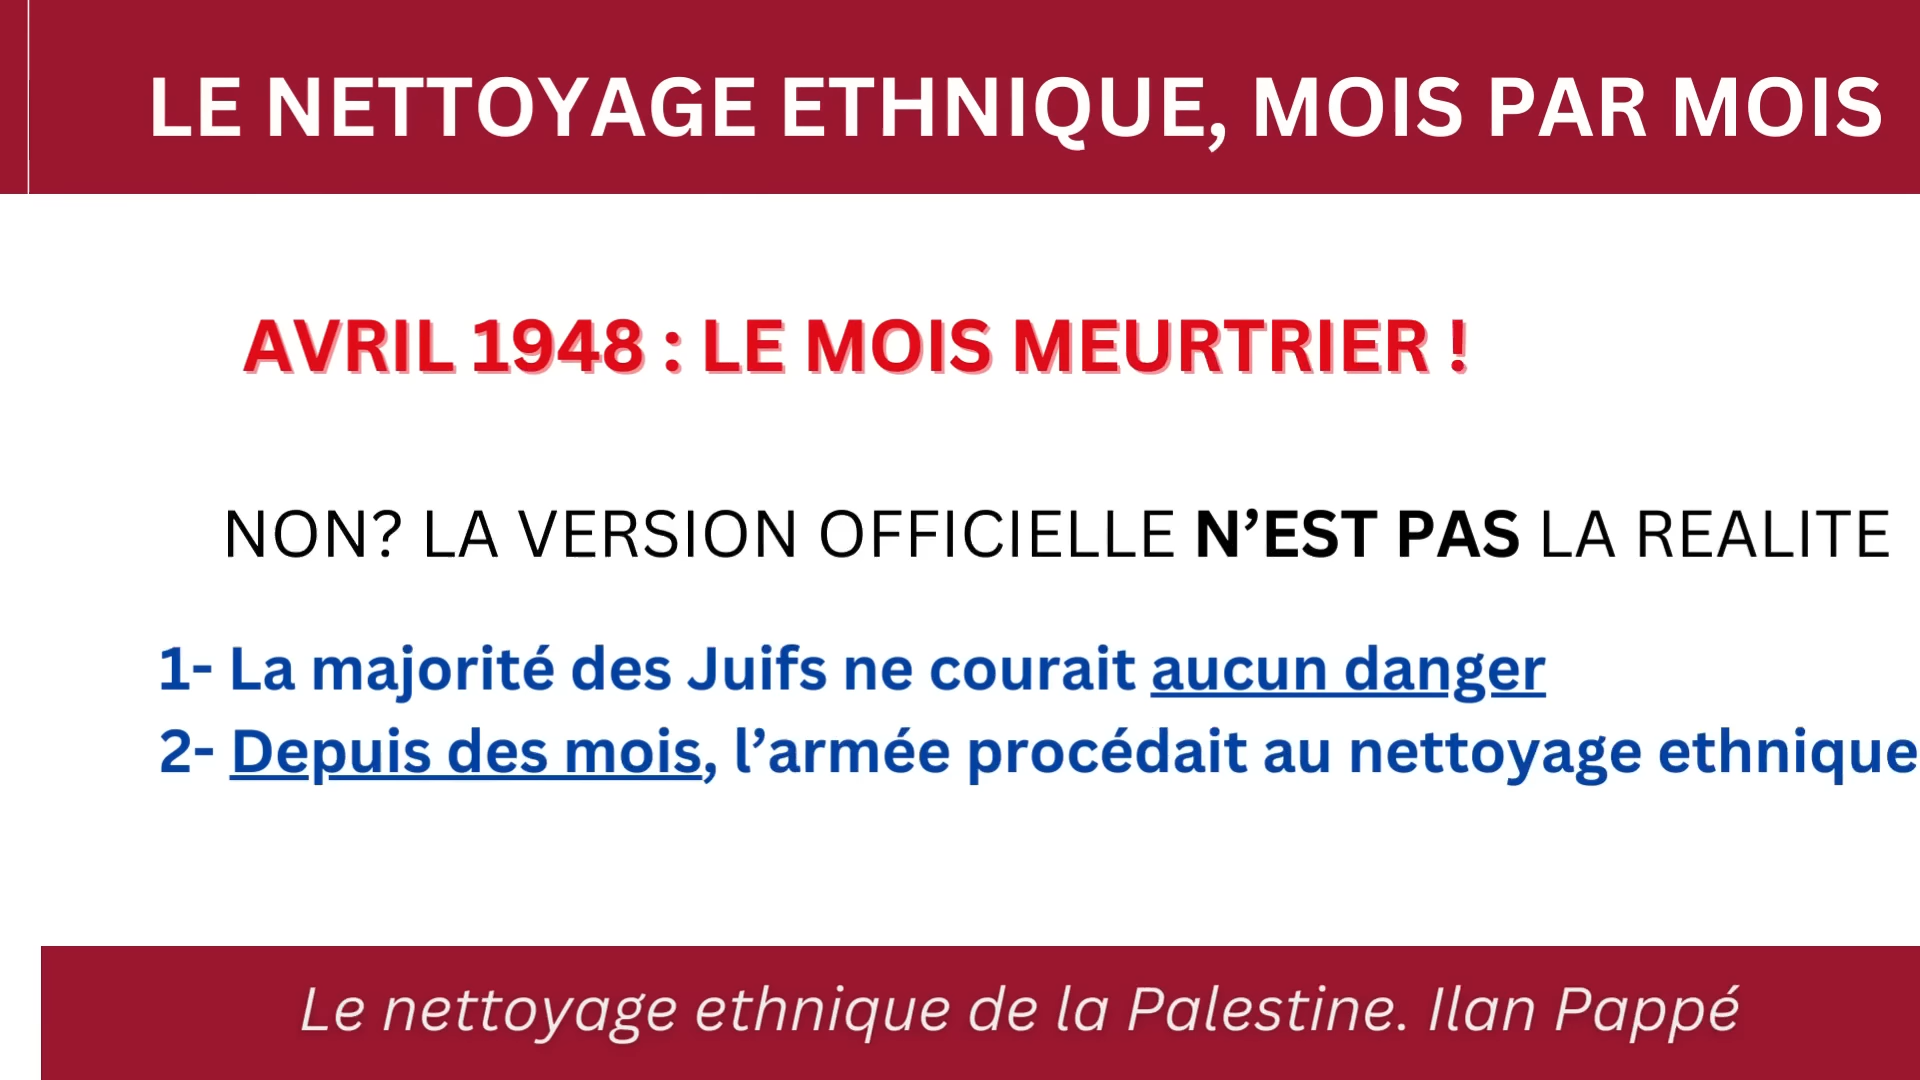 LE NETTOYAGE ETHNIQUE, MOIS PAR MOIS
AVRIL 1948 : LE MOIS MEURTRIER !
NON? LA VERSION OFFICIELLE N’EST PAS LA REALITE
1- La majorité des Juifs ne courait aucun danger
2- Depuis des mois, l’armée procédait au nettoyage ethnique
Le nettoyage ethnique de la Palestine. Ilan Pappé